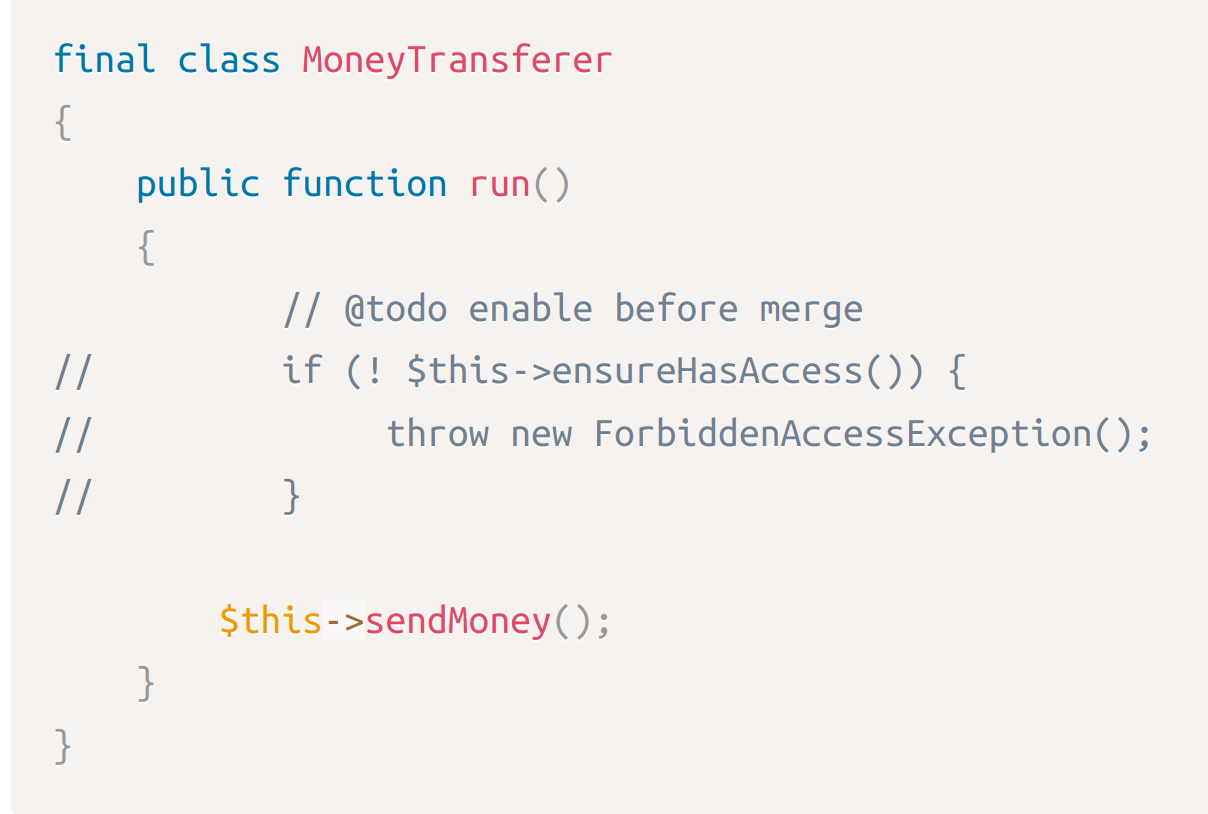 final class MoneyTransferer
{
    public function run()
    {
           // @todo enable before merge
//         if (! $this->ensureHasAccess()) {
//              throw new ForbiddenAccessException();
//         }

        $this->sendMoney();
    }
}